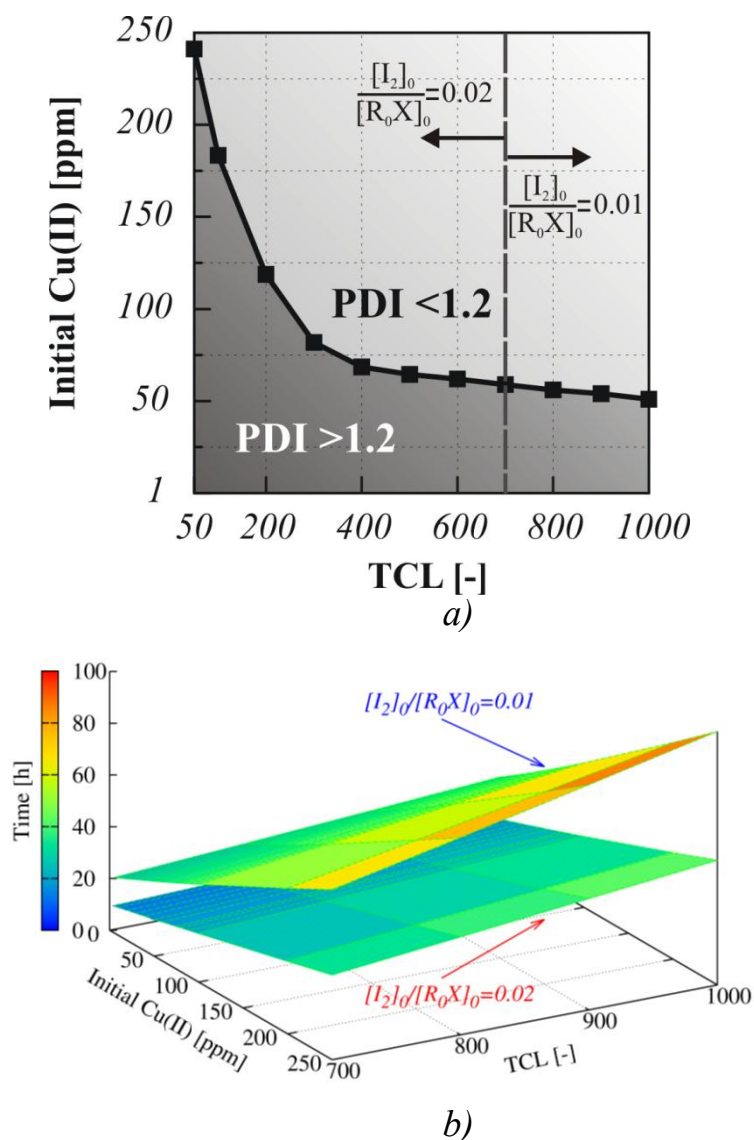 250
200
150
100
50
1
Initial Cu(II) [ppm]
[I2]0
[R0X]0
=0.02
[I2]0
[R0X]0
=0.01
PDI <1.2
PDI >1.2
50 200 400 600 800 1000
TCL [-]
a)
100
80
60
40
20
0
Time [h]
[I2]0/[R0X]0=0.01
[I2]0/[R0X]0=0.02
0
50
100
150
200
250
Initial Cu(II) [ppm]
700
800
900
1000
TCL [-]
b)